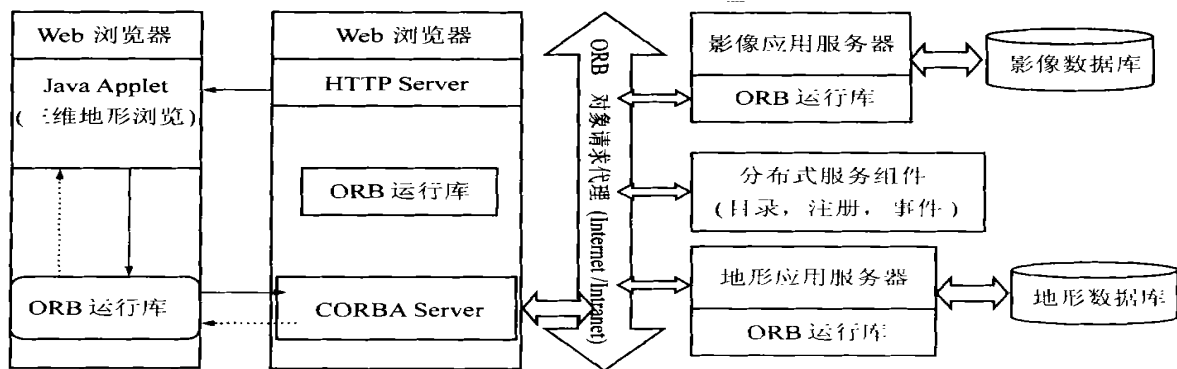 Web 浏览器
Java Applet
(三维地形浏览)
ORB 运行库
Web 浏览器
HTTP Server
ORB 运行库
CORBA Server
ORB 对象请求代理 (Internet/Intranet)
影像应用服务器
ORB 运行库
影像数据库
分布式服务组件
(目录, 注册, 事件)
地形应用服务器
ORB 运行库
地形数据库